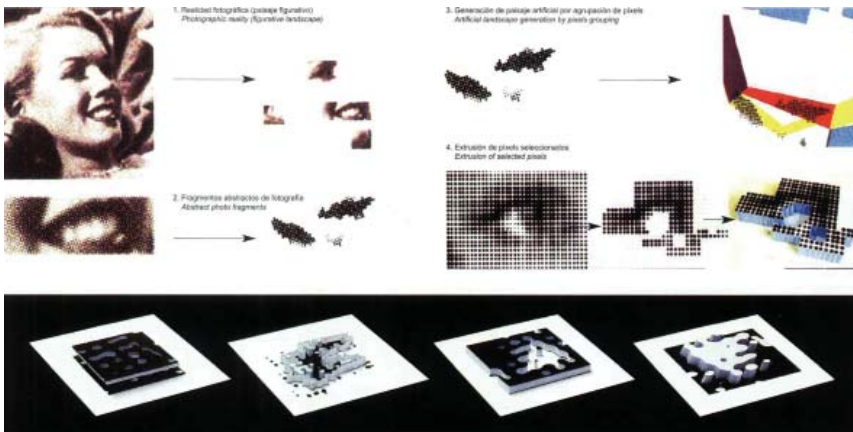 1. Realidad fotográfica (paisaje figurativo)
Photographic reality (figurative landscape)
2. Fragmentos abstractos de fotografía
Abstract photo fragments
3. Generación de paisaje artificial por agrupación de píxels
Artificial landscape generation by pixels grouping
4. Extrusión de píxels seleccionados
Extrusion of selected pixels